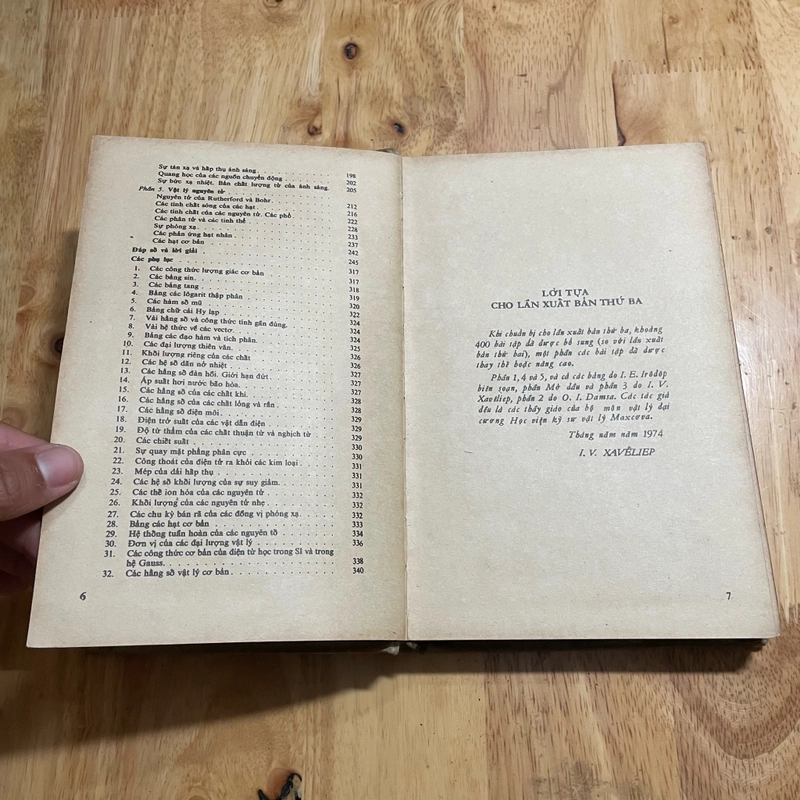 Sự tán xạ và hấp thụ ánh sáng 198
Quang học của các nguồn chuyển động 202
Sự bức xạ nhiệt. Bản chất lượng tử của ánh sáng. 205
Phần 5. Vật lý nguyên tử
Nguyên tử của Rutherford và Bohr 212
Các tính chất sóng của các hạt 216
Các tính chất của các nguyên tử. Các phổ 222
Các phân tử và các tinh thể 228
Sự phóng xạ 233
Các phản ứng hạt nhân 237
Các hạt cơ bản 242
Đáp số và lời giải 245
Các phụ lục 317
1. Các công thức lượng giác cơ bản 317
2. Các bảng sin 318
3. Các bảng tang 319
4. Bảng các lôgarit thập phân 320
5. Các hàm số mũ 322
6. Bảng chữ cái Hy lạp 324
7. Vài hằng số và công thức tính gần đúng. 324
8. Vài hệ thức về các vector. 324
9. Bảng các đạo hàm và tích phân. 325
10. Các đại lượng thiên văn.
11. Khối lượng riêng của các chất
12. Các hệ số dãn nở nhiệt
13. Các hằng số đàn hồi. Giới hạn đứt.
14. Áp suất hơi nước bão hòa.
15. Các hằng số của các chất khí.
16. Các hằng số của các chất lỏng và rắn
17. Các hằng số điện môi
18. Điện trở suất của các vật dẫn điện
19. Độ từ thẩm của các chất thuận từ và nghịch từ
20. Các chiết suất
21. Sự quay mặt phẳng phân cực
22. Công thoát của điện tử ra khỏi các kim loại
23. Mép của dải hấp thụ
24. Các hệ số khối lượng của sự suy giảm.
25. Các thế ion hóa của các nguyên tử
26. Khối lượng của các nguyên tử nhẹ
27. Các chu kỳ bán rã của các đồng vị phóng xạ. 332
28. Bảng các hạt cơ bản 333
29. Hệ thống tuần hoàn của các nguyên tố 334
30. Đơn vị của các đại lượng vật lý 336
31. Các công thức cơ bản của điện từ học trong SI và trong
hệ Gauss. 338
32. Các hằng số vật lý cơ bản 340
6
LỜI TỰA
CHO LẦN XUẤT BẢN THỨ BA
Khi chuẩn bị cho lần xuất bản thứ ba, khoảng
400 bài tập đã được bổ sung (so với lần xuất
bản thứ hai), một phần các bài tập đã được
thay thế hoặc nâng cao.
Phần 1, 4 và 5, và cả các bảng do I. E. Irôđôp
biên soạn, phần Mở đầu và phần 3 do I. V.
Xavêliep, phần 2 do O. I. Damsa. Các tác giả
đều là các thầy giáo của bộ môn vật lý đại
cương Học viện kỹ sư vật lý Maxcơva.
Tháng năm năm 1974
I. V. XAVÊLIEP
7